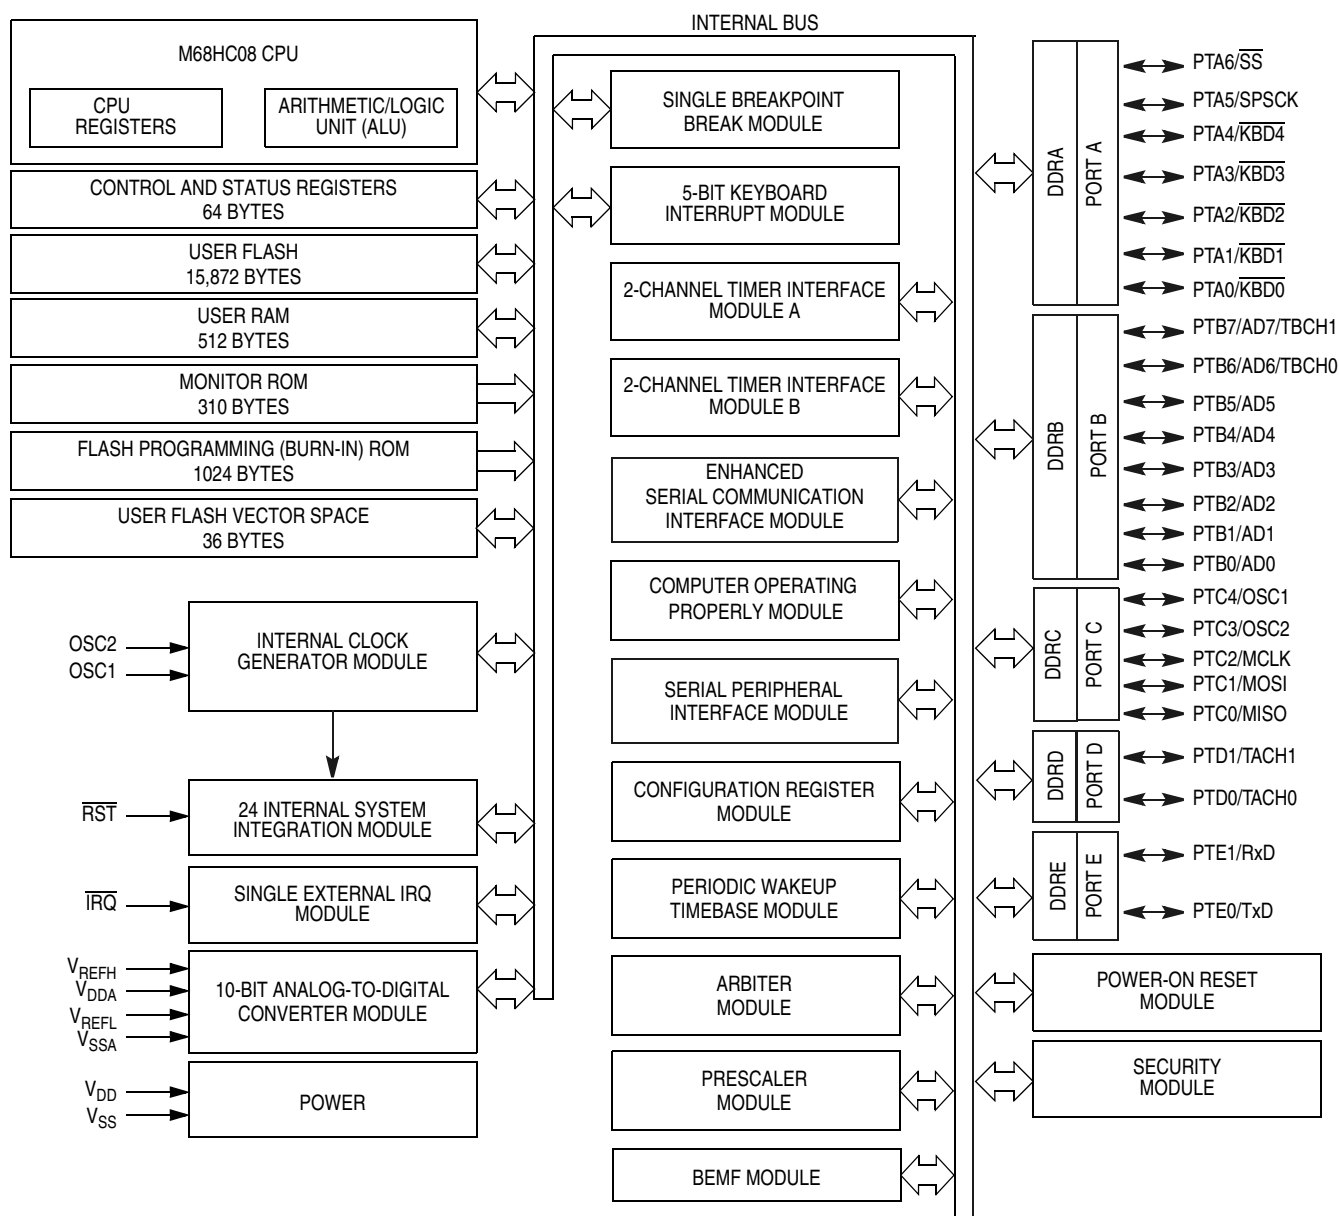 INTERNAL BUS
M68HC08 CPU
CPU
REGISTERS
ARITHMETIC/LOGIC
UNIT (ALU)
CONTROL AND STATUS REGISTERS
64 BYTES
USER FLASH
15,872 BYTES
USER RAM
512 BYTES
MONITOR ROM
310 BYTES
FLASH PROGRAMMING (BURN-IN) ROM
1024 BYTES
USER FLASH VECTOR SPACE
36 BYTES
OSC2
OSC1
INTERNAL CLOCK
GENERATOR MODULE
R̅S̅T̅
24 INTERNAL SYSTEM
INTEGRATION MODULE
I̅R̅Q̅
SINGLE EXTERNAL IRQ
MODULE
VREFH
VDDA
VREFL
VSSA
10-BIT ANALOG-TO-DIGITAL
CONVERTER MODULE
VDD
VSS
POWER
SINGLE BREAKPOINT
BREAK MODULE
5-BIT KEYBOARD
INTERRUPT MODULE
2-CHANNEL TIMER INTERFACE
MODULE A
2-CHANNEL TIMER INTERFACE
MODULE B
ENHANCED
SERIAL COMMUNICATION
INTERFACE MODULE
COMPUTER OPERATING
PROPERLY MODULE
SERIAL PERIPHERAL
INTERFACE MODULE
CONFIGURATION REGISTER
MODULE
PERIODIC WAKEUP
TIMEBASE MODULE
ARBITER
MODULE
PRESCALER
MODULE
BEMF MODULE
DDRA
PORT A
PTA6/S̅S̅
PTA5/SPSCK
PTA4/K̅B̅D̅4̅
PTA3/K̅B̅D̅3̅
PTA2/K̅B̅D̅2̅
PTA1/K̅B̅D̅1̅
PTA0/K̅B̅D̅0̅
DDRB
PORT B
PTB7/AD7/TBCH1
PTB6/AD6/TBCH0
PTB5/AD5
PTB4/AD4
PTB3/AD3
PTB2/AD2
PTB1/AD1
PTB0/AD0
DDRC
PORT C
PTC4/OSC1
PTC3/OSC2
PTC2/MCLK
PTC1/MOSI
PTC0/MISO
DDRD
PORT D
PTD1/TACH1
PTD0/TACH0
DDRE
PORT E
PTE1/RxD
PTE0/TxD
POWER-ON RESET
MODULE
SECURITY
MODULE